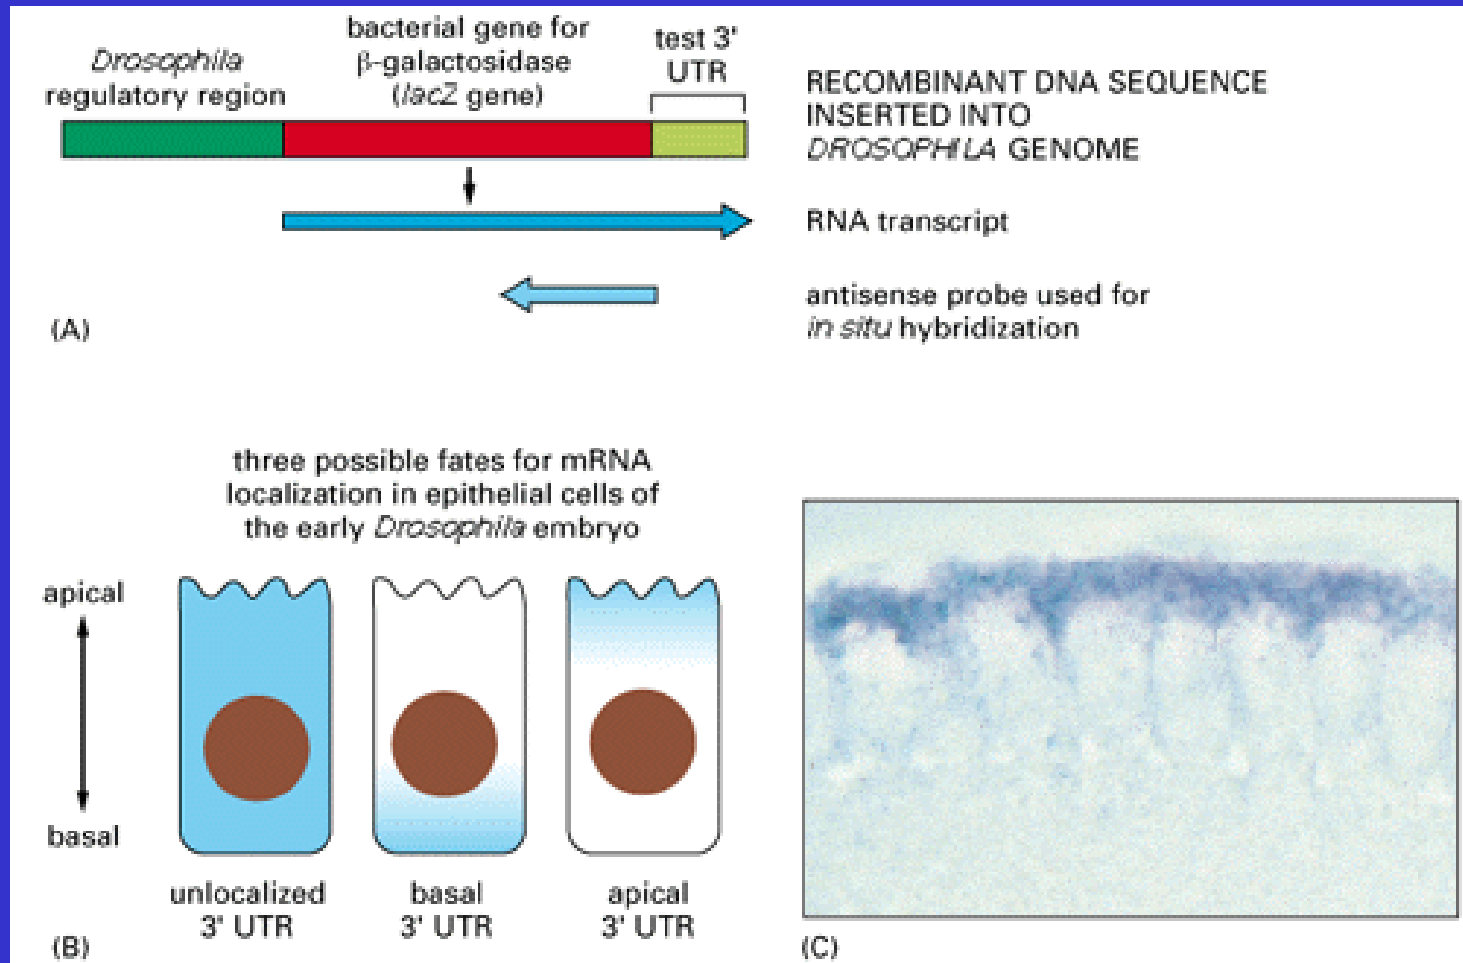 Drosophila
regulatory region
bacterial gene for
β-galactosidase
(lacZ gene)
test 3'
UTR
RECOMBINANT DNA SEQUENCE
INSERTED INTO
DROSOPHILA GENOME
RNA transcript
antisense probe used for
in situ hybridization
(A)
three possible fates for mRNA
localization in epithelial cells of
the early Drosophila embryo
apical
basal
unlocalized
3' UTR
basal
3' UTR
apical
3' UTR
(B)
(C)